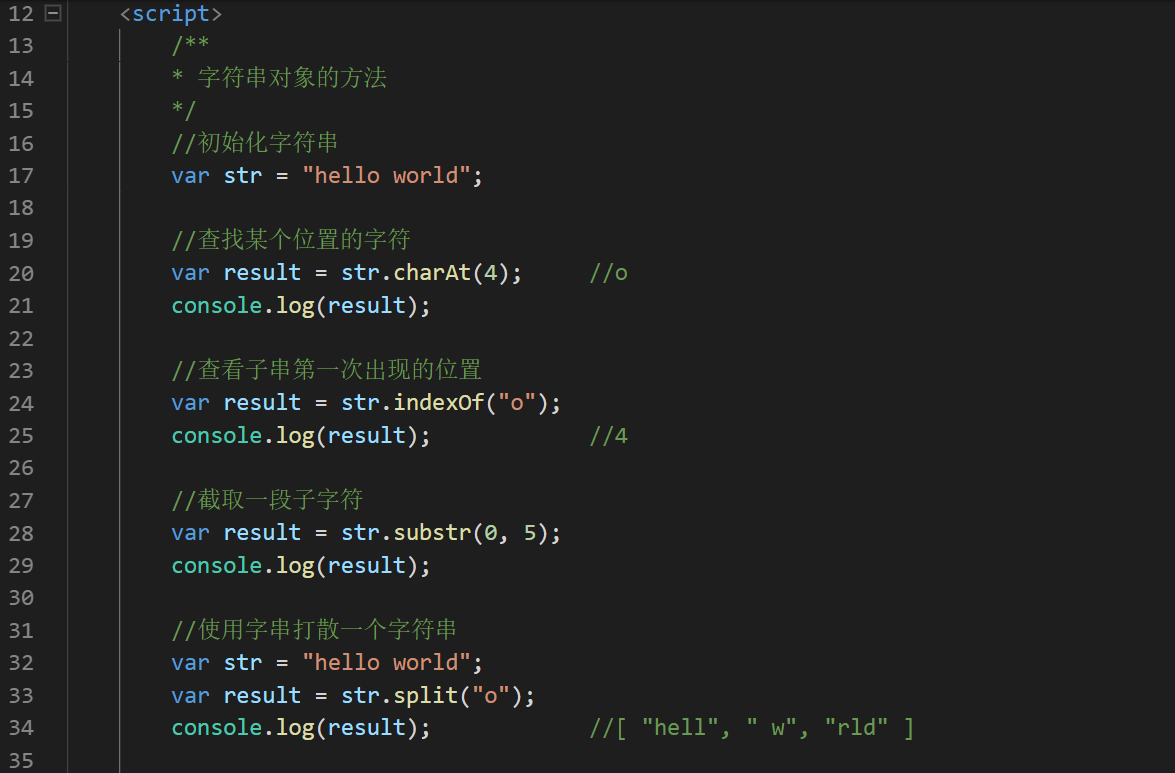 12 <script>
13 /**
14 * 字符串对象的方法
15 */
16 //初始化字符串
17 var str = "hello world";
18
19 //查找某个位置的字符
20 var result = str.charAt(4); //o
21 console.log(result);
22
23 //查看子串第一次出现的位置
24 var result = str.indexOf("o");
25 console.log(result); //4
26
27 //截取一段子字符
28 var result = str.substr(0, 5);
29 console.log(result);
30
31 //使用字串打散一个字符串
32 var str = "hello world";
33 var result = str.split("o");
34 console.log(result); //[ "hell", " w", "rld" ]
35